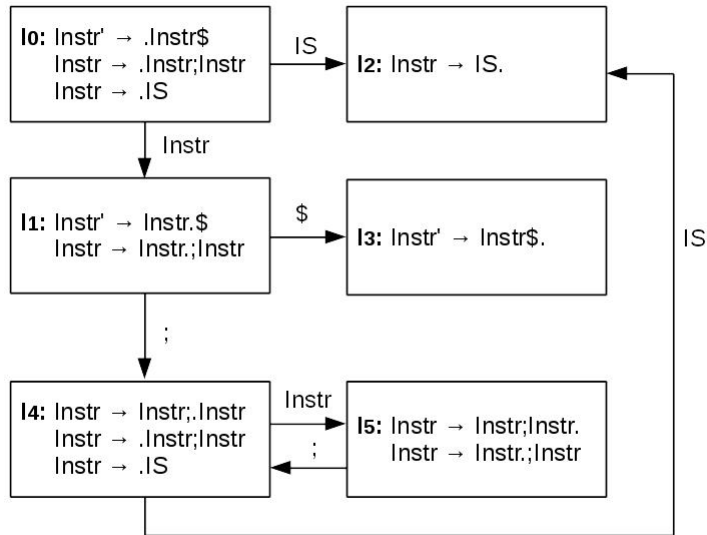 I0: Instr' → .Instr$
Instr → .Instr;Instr
Instr → .IS
IS
I2: Instr → IS.
Instr
I1: Instr' → Instr.$
Instr → Instr.;Instr
$
I3: Instr' → Instr$.
IS
;
I4: Instr → Instr;.Instr
Instr → .Instr;Instr
Instr → .IS
Instr
;
I5: Instr → Instr;Instr.
Instr → Instr.;Instr